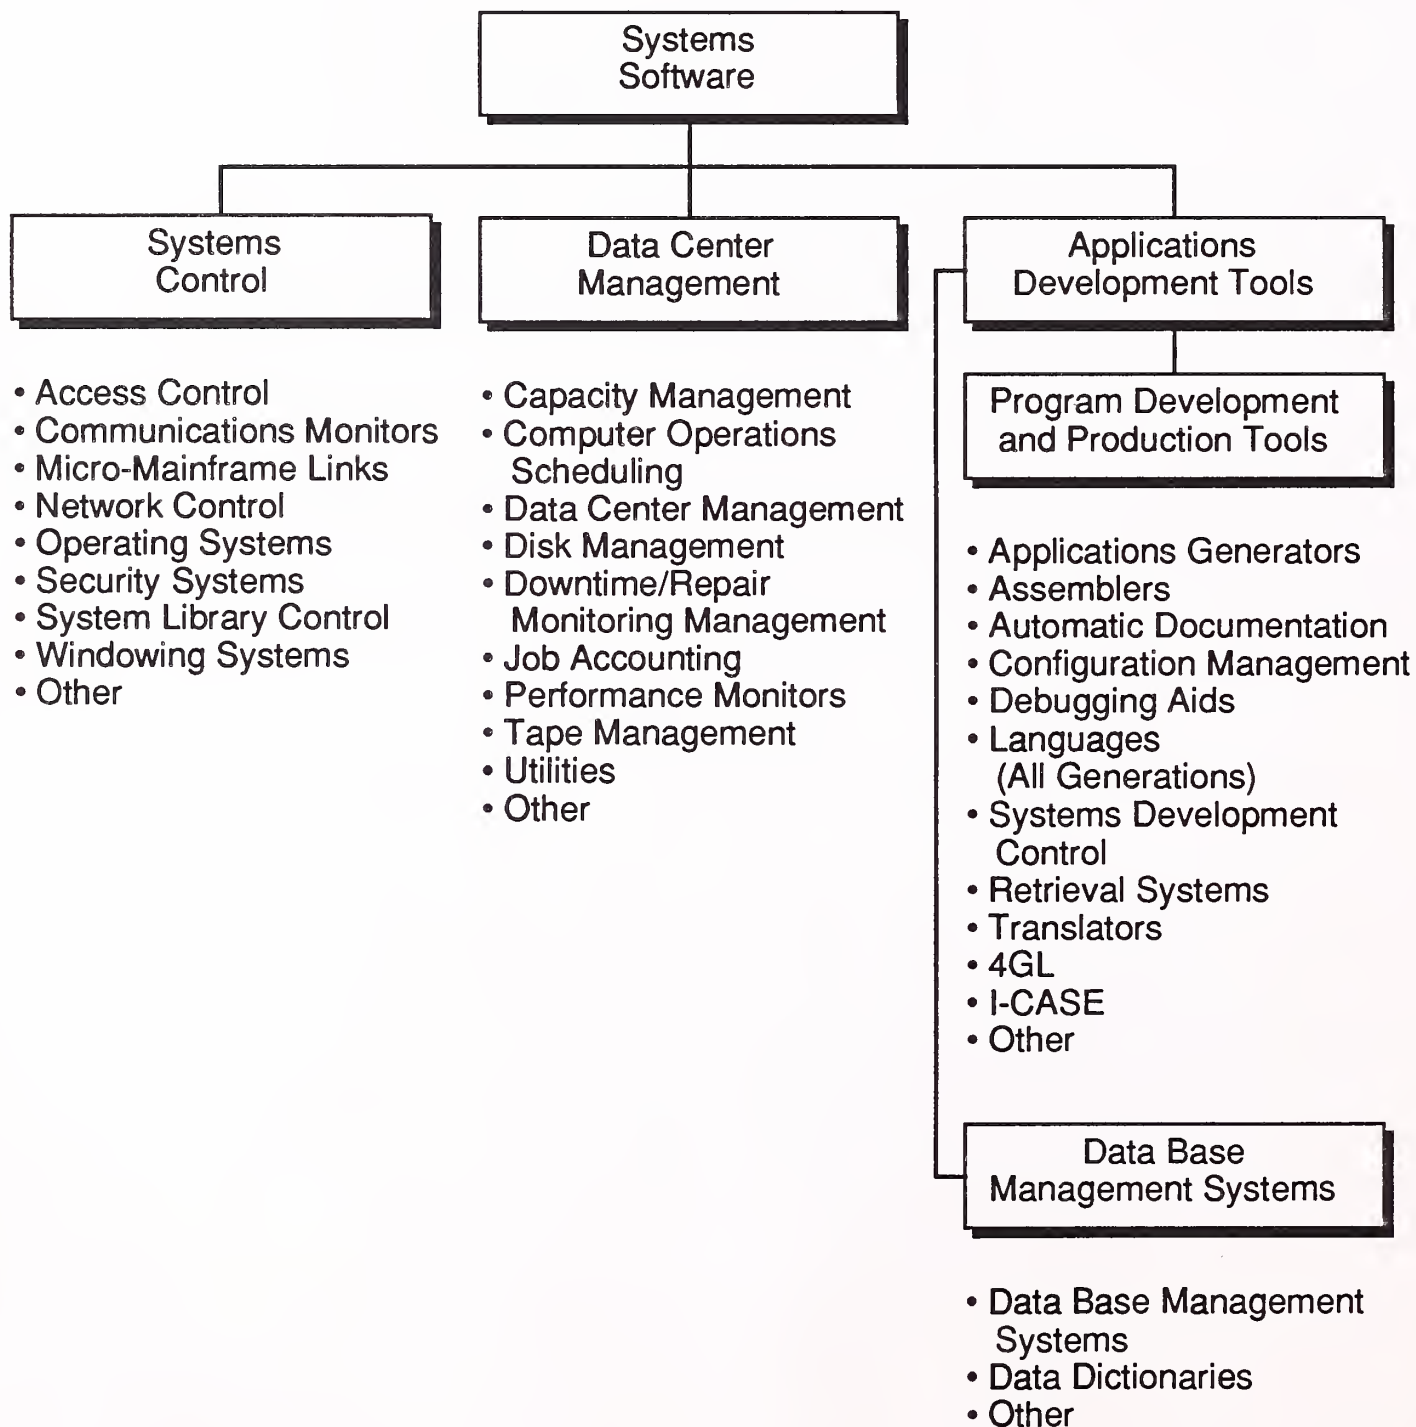 Systems
Software
Systems
Control
• Access Control
• Communications Monitors
• Micro-Mainframe Links
• Network Control
• Operating Systems
• Security Systems
• System Library Control
• Windowing Systems
• Other
Data Center
Management
• Capacity Management
• Computer Operations
Scheduling
• Data Center Management
• Disk Management
• Downtime/Repair
Monitoring Management
• Job Accounting
• Performance Monitors
• Tape Management
• Utilities
• Other
Applications
Development Tools
Program Development
and Production Tools
• Applications Generators
• Assemblers
• Automatic Documentation
• Configuration Management
• Debugging Aids
• Languages
(All Generations)
• Systems Development
Control
• Retrieval Systems
• Translators
• 4GL
• I-CASE
• Other
Data Base
Management Systems
• Data Base Management
Systems
• Data Dictionaries
• Other